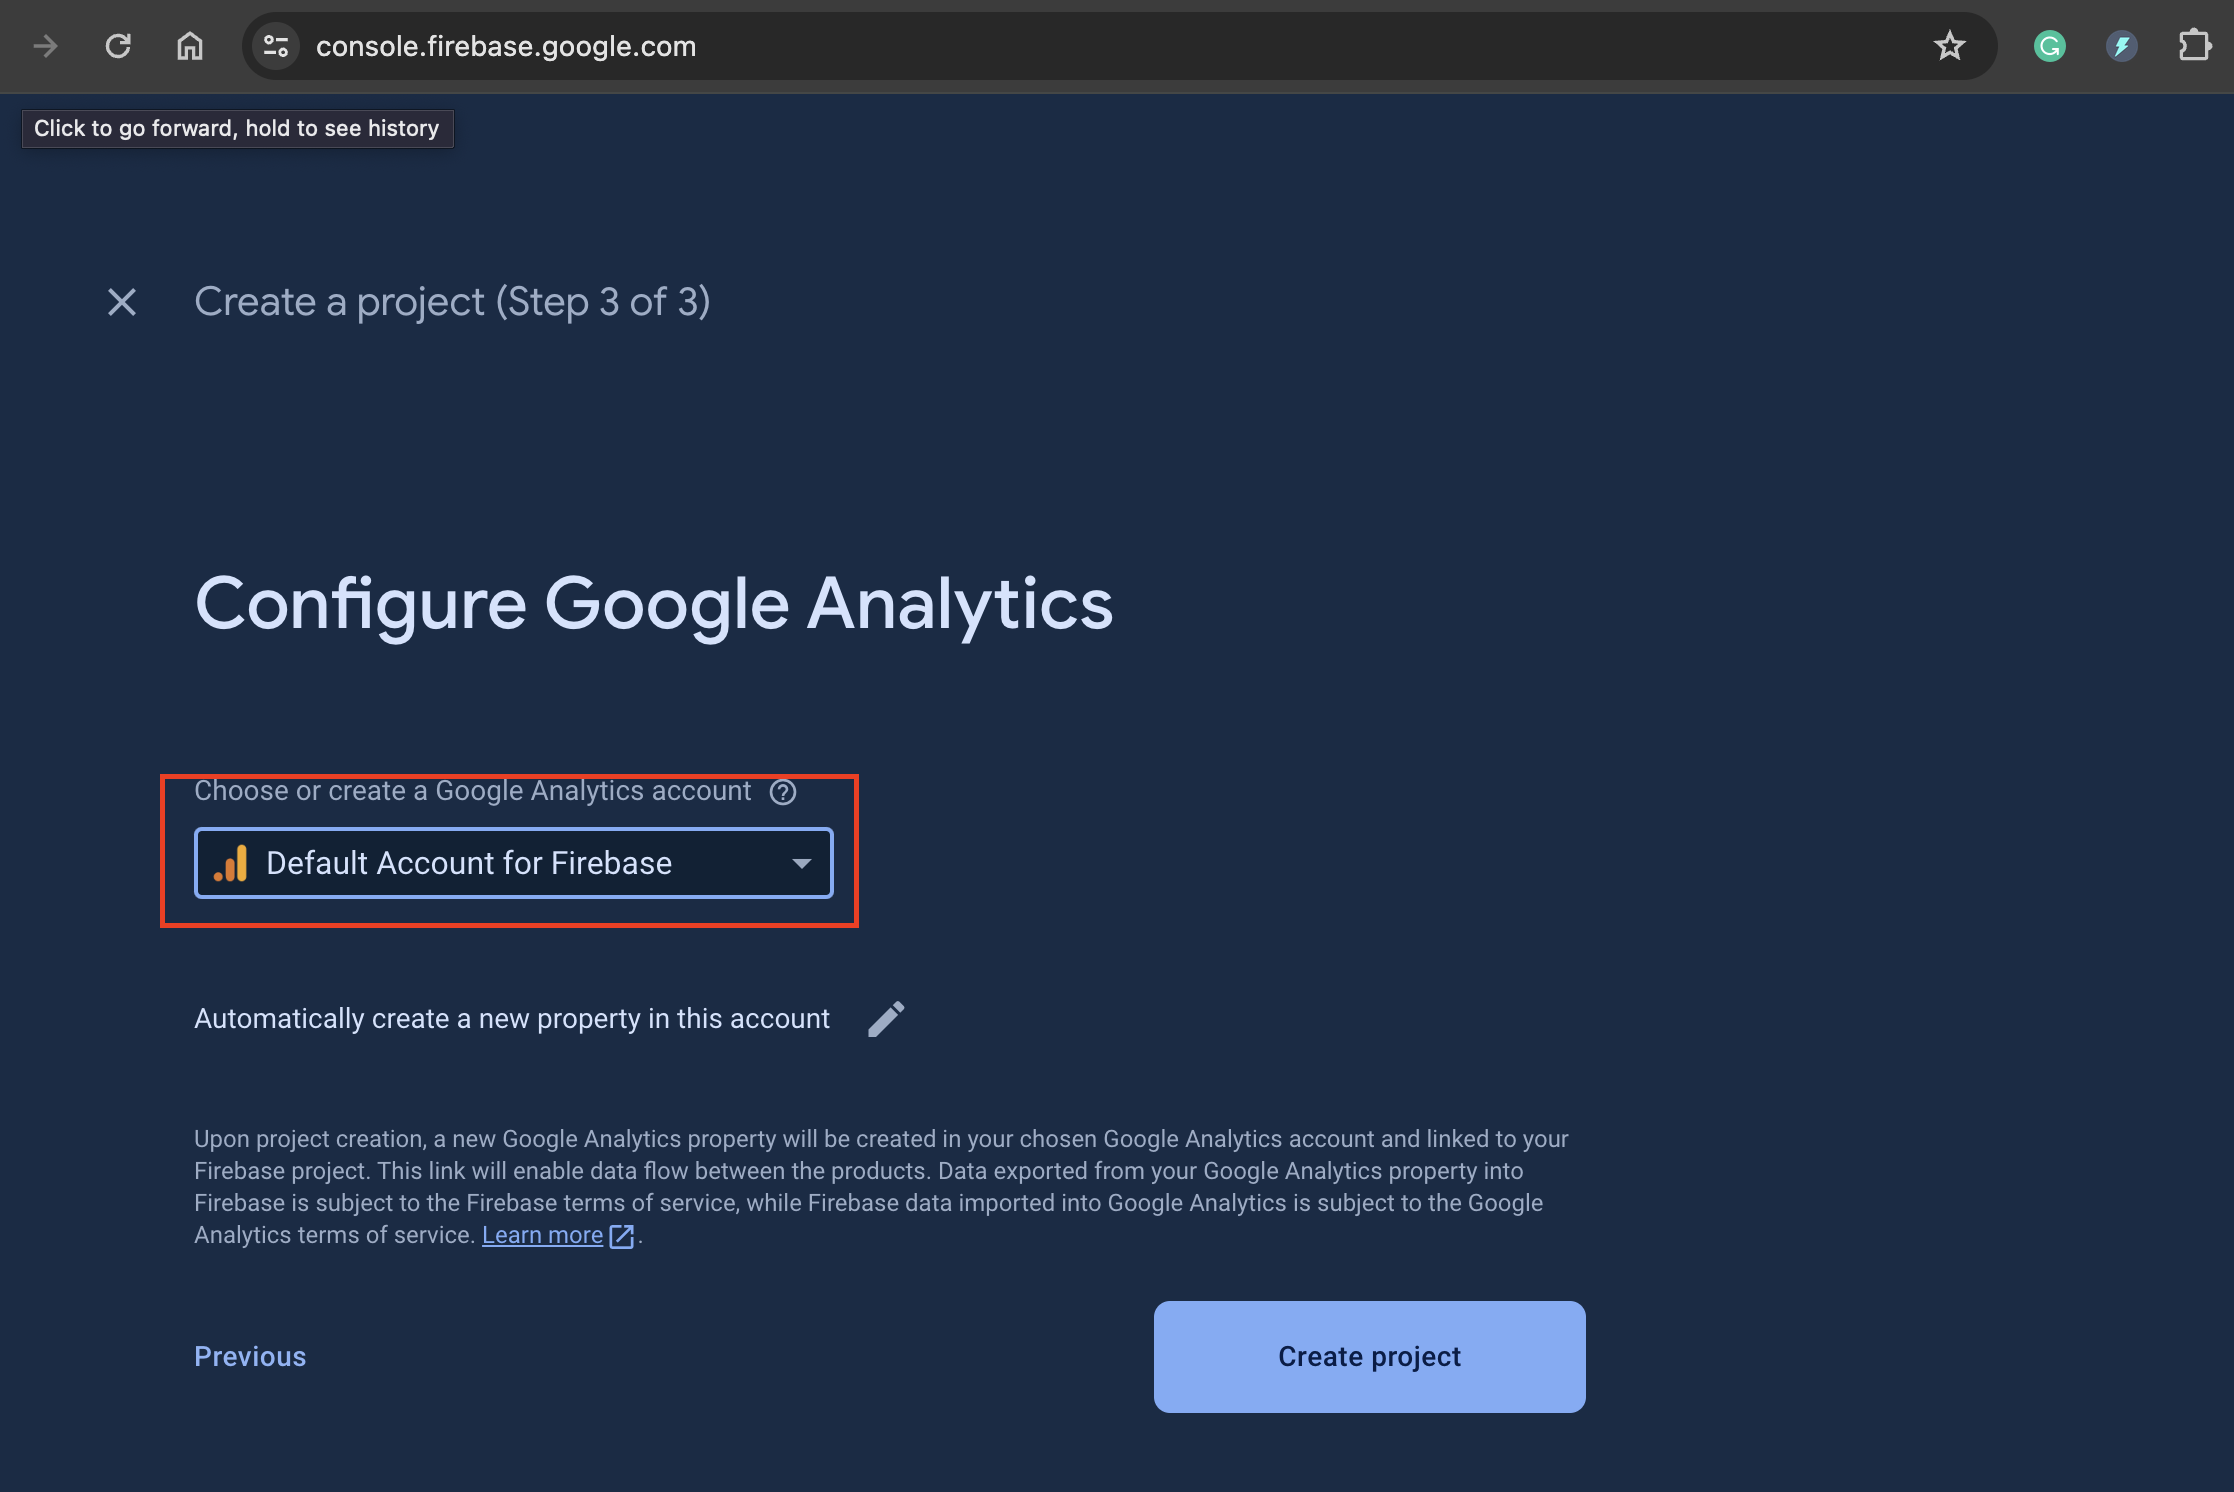 console.firebase.google.com
Click to go forward, hold to see history
Create a project (Step 3 of 3)
Configure Google Analytics
Choose or create a Google Analytics account
Default Account for Firebase
Automatically create a new property in this account
Upon project creation, a new Google Analytics property will be created in your chosen Google Analytics account and linked to your
Firebase project. This link will enable data flow between the products. Data exported from your Google Analytics property into
Firebase is subject to the Firebase terms of service, while Firebase data imported into Google Analytics is subject to the Google
Analytics terms of service. Learn more.
Previous
Create project